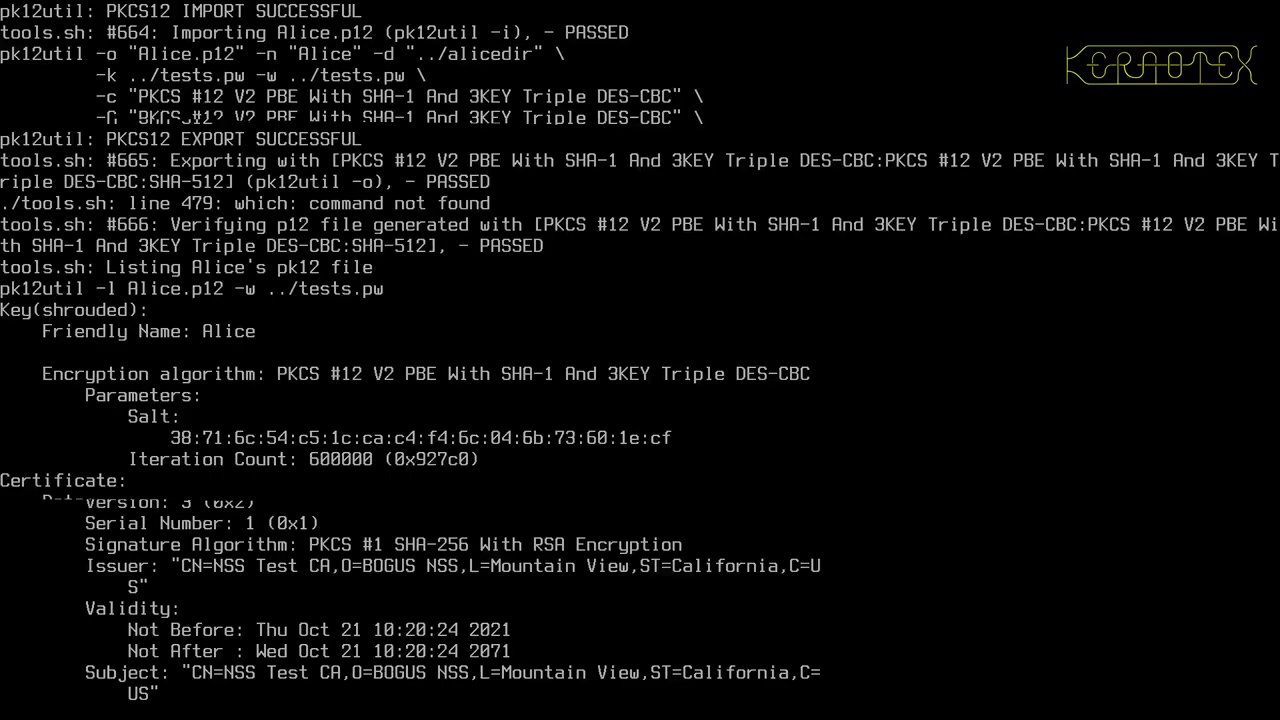 pk12util: PKCS12 IMPORT SUCCESSFUL
tools.sh: #664: Importing Alice.p12 (pk12util -i), - PASSED
pk12util -o "Alice.p12" -n "Alice" -d "../alicedir" \
-k ../tests.pw -w ../tests.pw \
-c "PKCS #12 V2 PBE With SHA-1 And 3KEY Triple DES-CBC" \
"PKCS #12 V2 PBE With SHA-1 And 3KEY Triple DES-CBC" \
pk12util: PKCS12 EXPORT SUCCESSFUL
tools.sh: #665: Exporting with [PKCS #12 V2 PBE With SHA-1 And 3KEY Triple DES-CBC:PKCS #12 V2 PBE With SHA-1 And 3KEY T
riple DES-CBC:SHA-512] (pk12util -o), - PASSED
./tools.sh: line 479: which: command not found
tools.sh: #666: Verifying p12 file generated with [PKCS #12 V2 PBE With SHA-1 And 3KEY Triple DES-CBC:PKCS #12 V2 PBE Wi
th SHA-1 And 3KEY Triple DES-CBC:SHA-512], - PASSED
tools.sh: Listing Alice's pk12 file
pk12util -l Alice.p12 -w ../tests.pw
Key(shrouded):
Friendly Name: Alice
Encryption algorithm: PKCS #12 V2 PBE With SHA-1 And 3KEY Triple DES-CBC
Parameters:
Salt:
38:71:6c:54:c5:1c:ca:c4:f4:6c:04:6b:73:60:1e:cf
Iteration Count: 600000 (0x927c0)
Certificate:
Version: 3 (0x2)
Serial Number: 1 (0x1)
Signature Algorithm: PKCS #1 SHA-256 With RSA Encryption
Issuer: "CN=NSS Test CA,O=BOGUS NSS,L=Mountain View,ST=California,C=U
S"
Validity:
Not Before: Thu Oct 21 10:20:24 2021
Not After : Wed Oct 21 10:20:24 2071
Subject: "CN=NSS Test CA,O=BOGUS NSS,L=Mountain View,ST=California,C=
US"